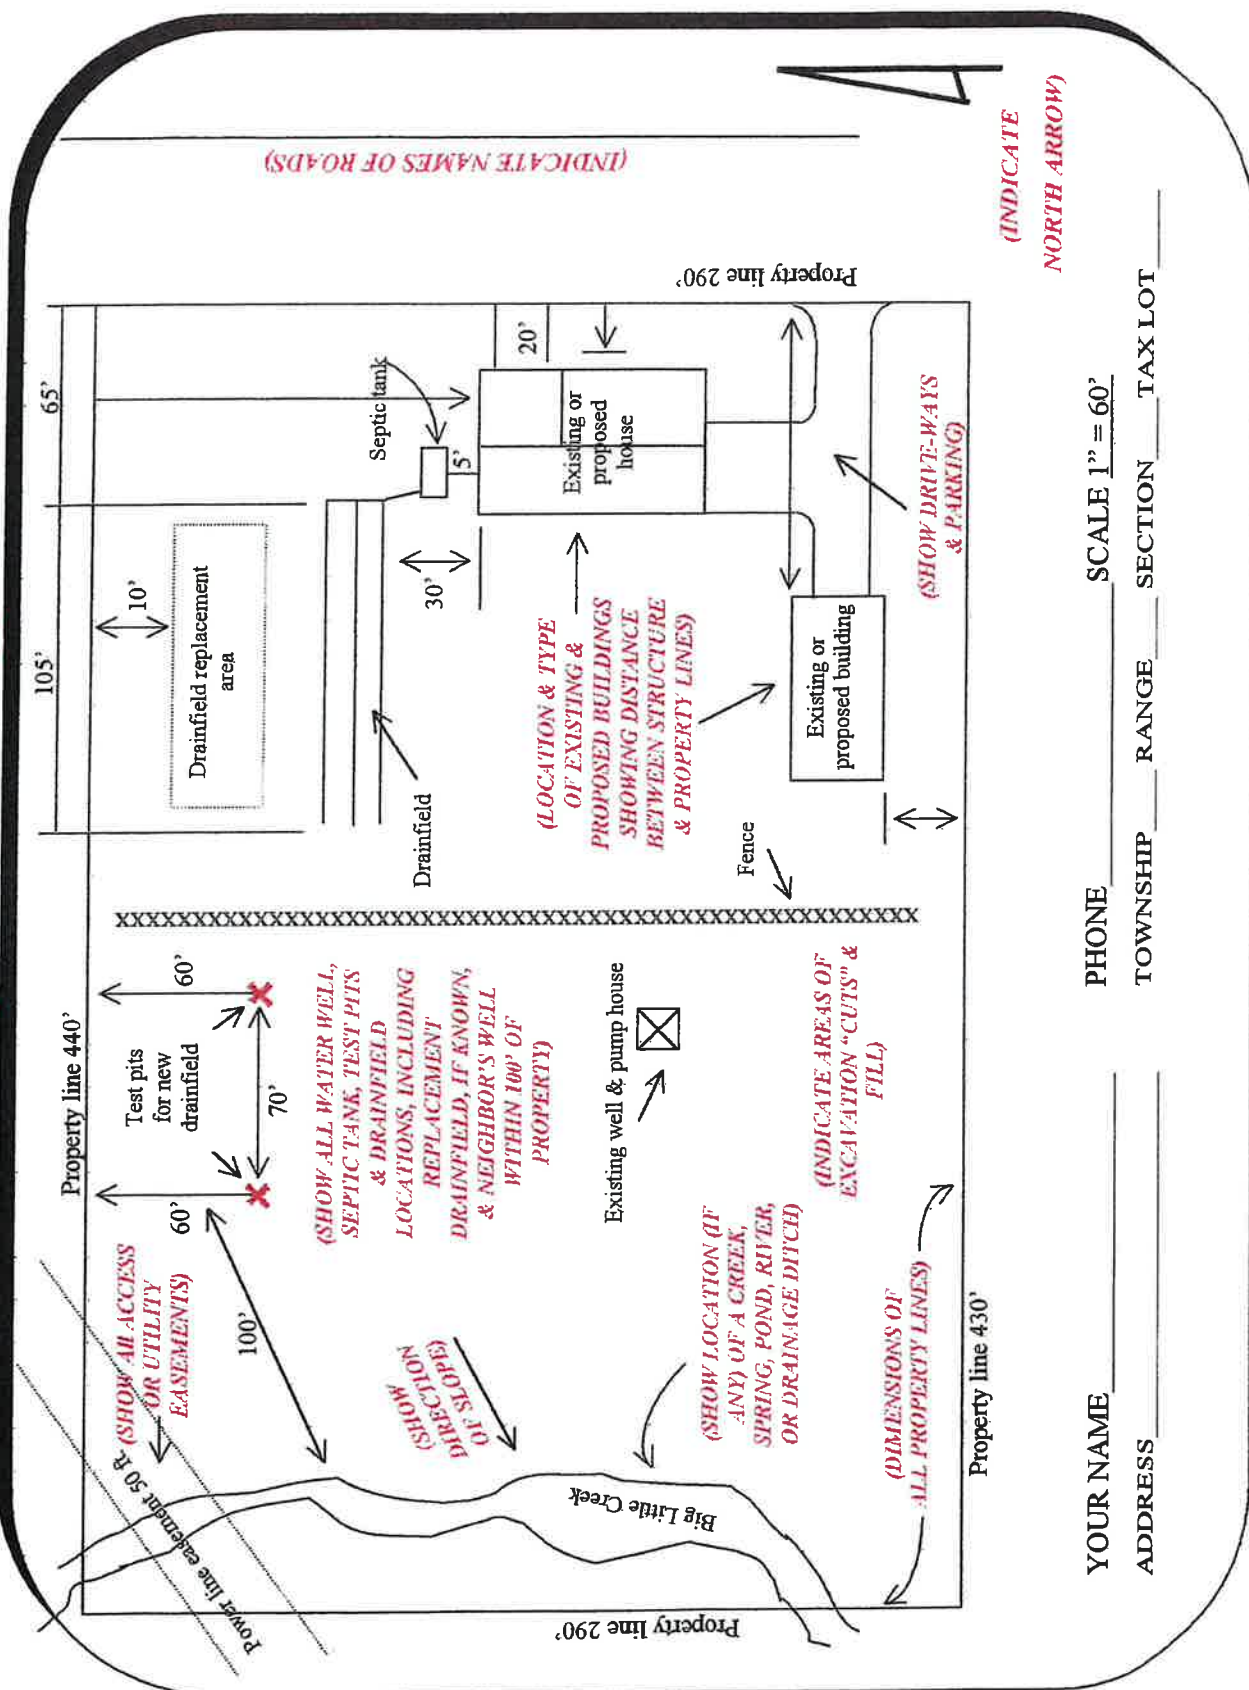 Property line 440'
105'
65'
Power line easement 50 ft.
(SHOW All ACCESS
OR UTILITY
EASEMENTS)
60'
Test pits
for new
drainfield
60'
70'
100'
10'
Drainfield replacement
area
Septic tank
5'
30'
20'
Drainfield
Existing or
proposed
house
Property line 290'
(INDICATE NAMES OF ROADS)
(SHOW ALL WATER WELL,
SEPTIC TANK, TEST PITS
& DRAINFIELD
LOCATIONS, INCLUDING
REPLACEMENT
DRAINFIELD, IF KNOWN,
& NEIGHBOR'S WELL
WITHIN 100' OF
PROPERTY)
(SHOW
DIRECTION
OF SLOPE)
XXXXXXXXXXXXXXXXXXXXXXXXXXXXXXXXXXXXXXXXXXXXXXXXXXXXXXXXXXXXXXXX
(LOCATION & TYPE
OF EXISTING &
PROPOSED BUILDINGS
SHOWING DISTANCE
BETWEEN STRUCTURE
& PROPERTY LINES)
Existing well & pump house
Fence
Big Little Creek
Property line 290'
(SHOW LOCATION (IF
ANY) OF A CREEK,
SPRING, POND, RIVER,
OR DRAINAGE DITCH)
(INDICATE AREAS OF
EXCAVATION "CUTS" &
FILL)
Existing or
proposed building
(SHOW DRIVE-WAYS
& PARKING)
(DIMENSIONS OF
ALL PROPERTY LINES)
Property line 430'
(INDICATE
NORTH ARROW)
YOUR NAME PHONE SCALE 1" = 60'
ADDRESS TOWNSHIP RANGE SECTION TAX LOT